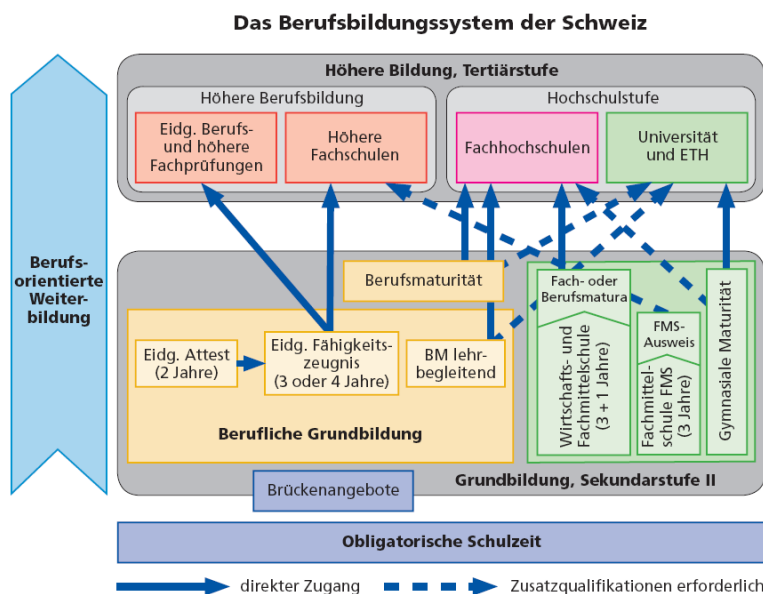 Das Berufsbildungssystem der Schweiz
Höhere Bildung, Tertiärstufe
Höhere Berufsbildung
Hochschulstufe
Eidg. Berufs-
und höhere
Fachprüfungen
Höhere
Fachschulen
Fachhochschulen
Universität
und ETH
Berufs-
orientierte
Weiter-
bildung
Berufsmaturität
Fach- oder
Berufsmatura
Eidg. Attest
(2 Jahre)
Eidg. Fähigkeits-
zeugnis
(3 oder 4 Jahre)
BM lehr-
begleitend
Wirtschafts- und
Fachmittelschule
(3 + 1 Jahre)
FMS-
Ausweis
Fachmittel-
schule FMS
(3 Jahre)
Gymnasiale Maturität
Berufliche Grundbildung
Brückenangebote
Grundbildung, Sekundarstufe II
Obligatorische Schulzeit
direkter Zugang
Zusatzqualifikationen erforderlich